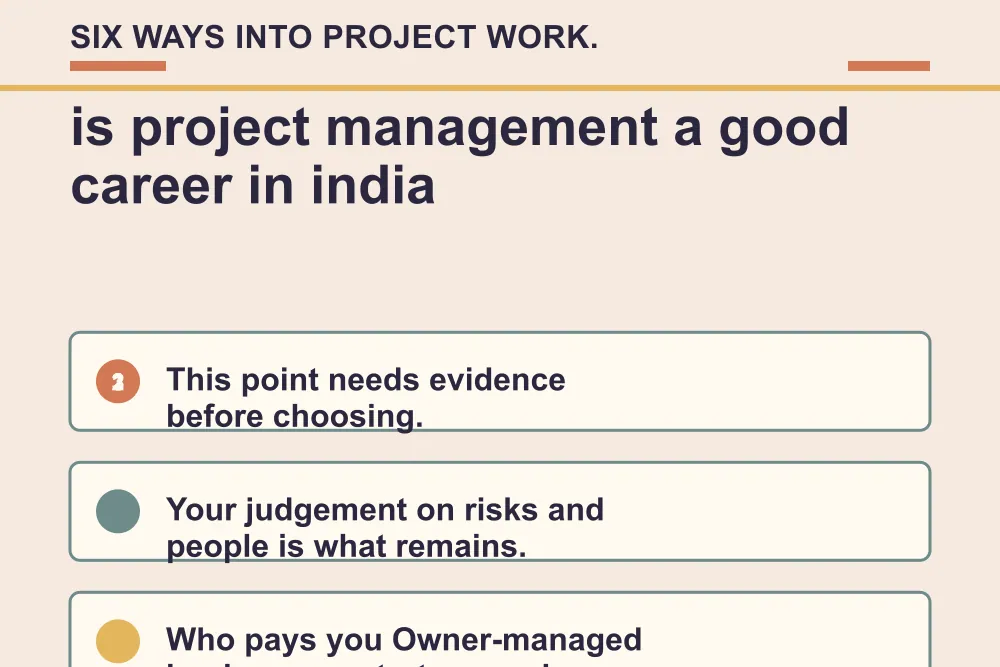 SIX WAYS INTO PROJECT WORK.
is project management a good
career in india
This point needs evidence
before choosing.
Your judgement on risks and
people is what remains.
Who pays you Owner-managed